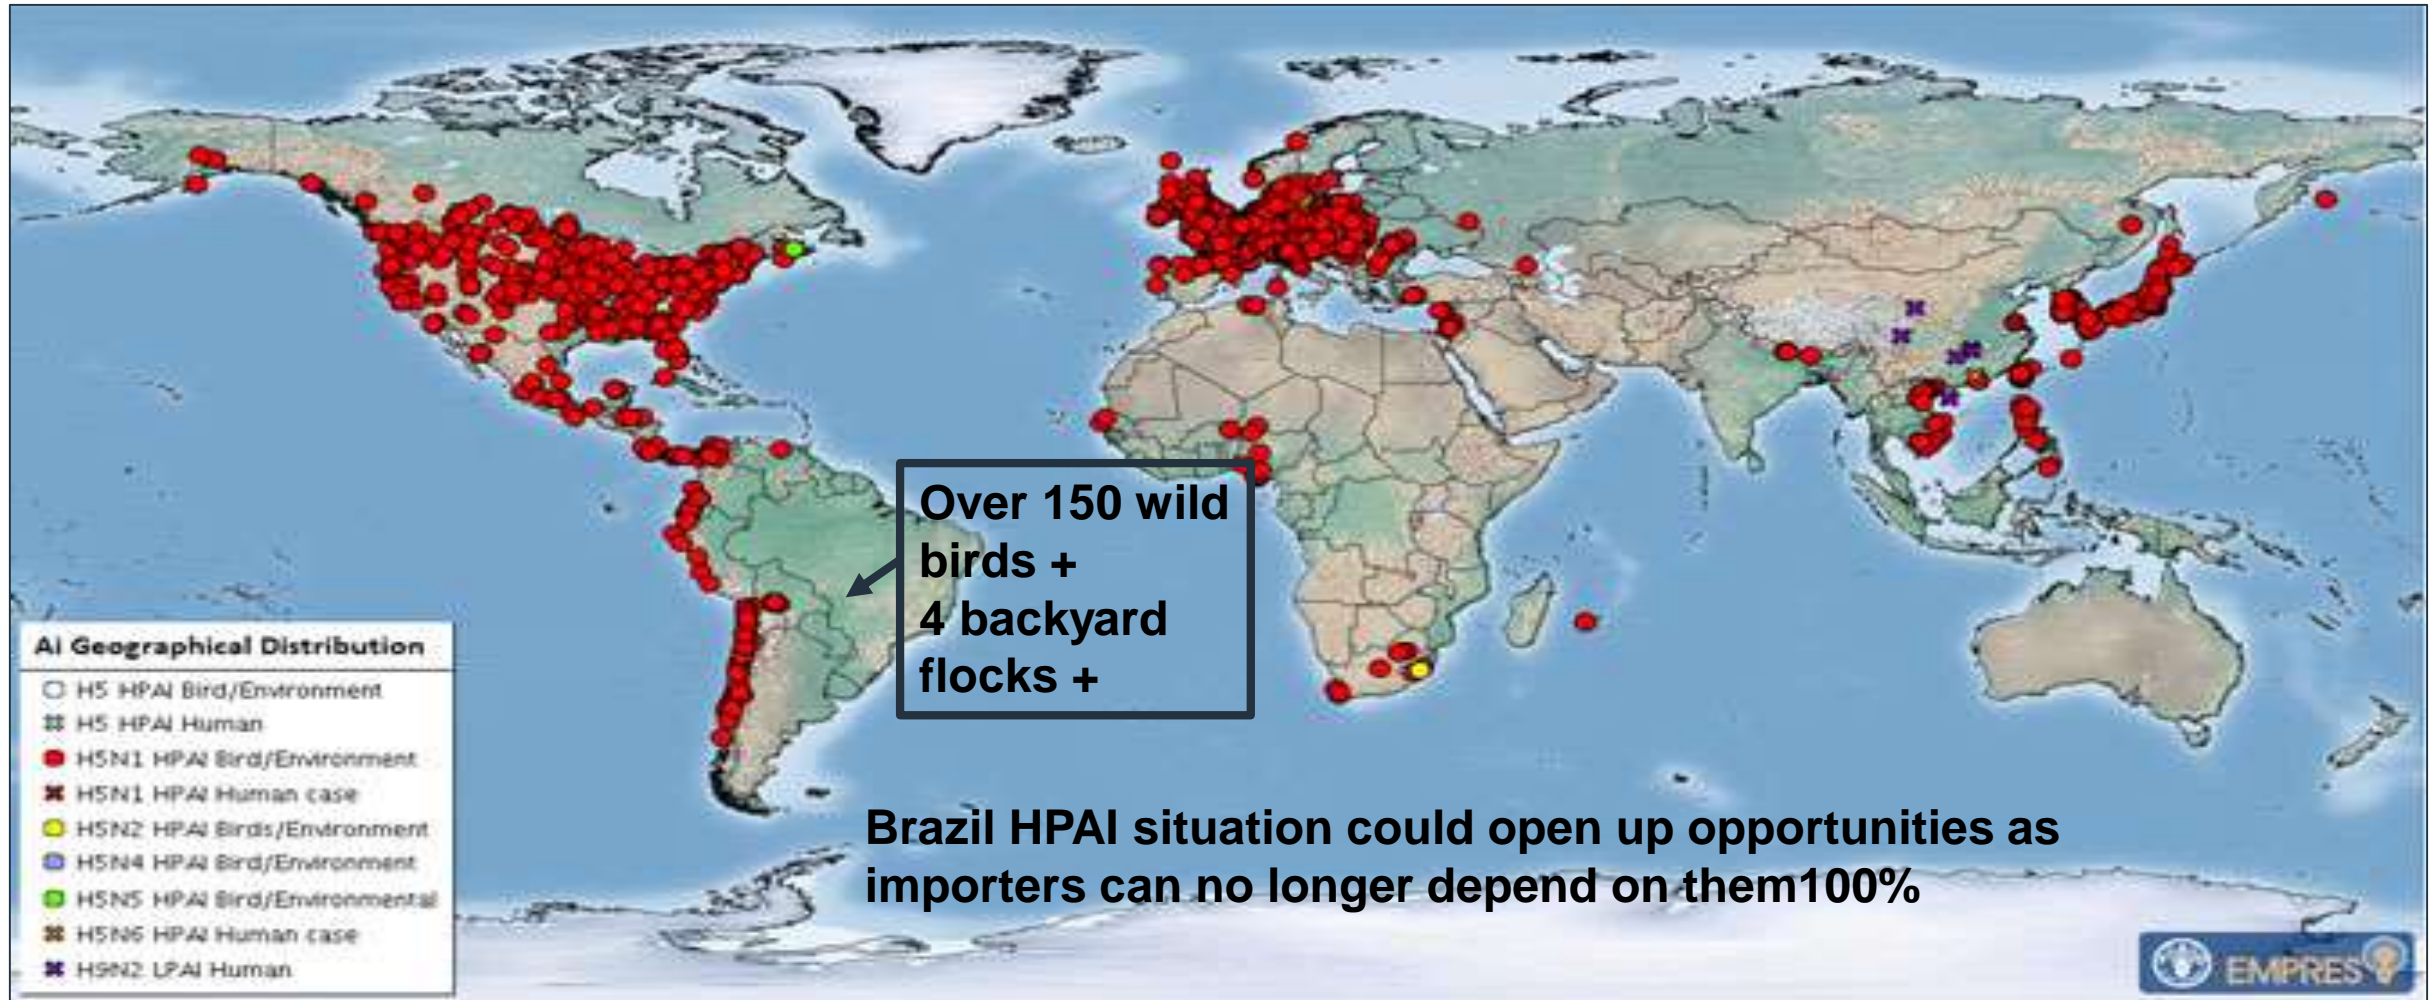 Over 150 wild
birds +
4 backyard
flocks +
AI Geographical Distribution
H5 HPAI Bird/Environment
H5 HPAI Human
H5N1 HPAI Bird/Environment
H5N1 HPAI Human case
H5N2 HPAI Birds/Environment
H5N4 HPAI Bird/Environment
H5N5 HPAI Bird/Environmental
H5N6 HPAI Human case
H9N2 LPAI Human
Brazil HPAI situation could open up opportunities as
importers can no longer depend on them100%
EMPRES